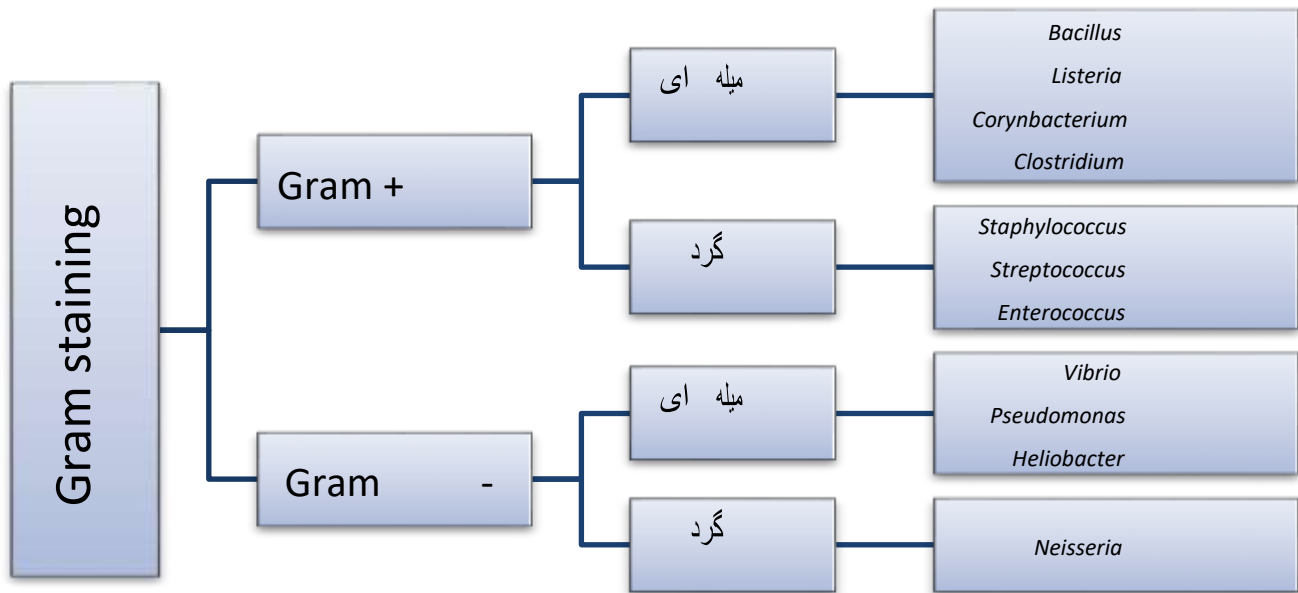 Gram staining
Gram +
میله ای
Bacillus
Listeria
Corynbacterium
Clostridium
گرد
Staphylococcus
Streptococcus
Enterococcus
Gram -
میله ای
Vibrio
Pseudomonas
Heliobacter
گرد
Neisseria